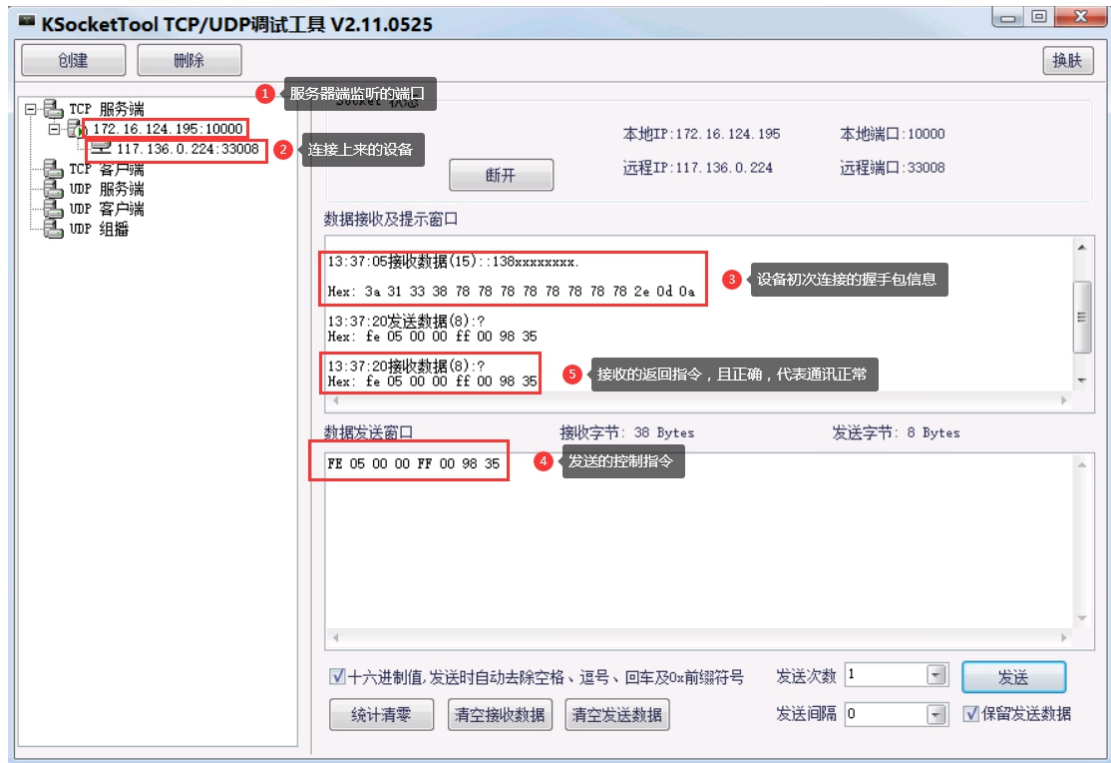 KSocketTool TCP/UDP调试工具 V2.11.0525
创建
删除
换肤
1 服务器端监听的端口
TCP 服务端
172.16.124.195:10000
117.136.0.224:33008
2 连接上来的设备
TCP 客户端
UDP 服务端
UDP 客户端
UDP 组播
Socket 状态
本地IP:172.16.124.195
本地端口:10000
断开
远程IP:117.136.0.224
远程端口:33008
数据接收及提示窗口
13:37:05接收数据(15)::138xxxxxxxx.
Hex: 3a 31 33 38 78 78 78 78 78 78 78 78 2e 0d 0a
3 设备初次连接的握手包信息
13:37:20发送数据(8):?
Hex: fe 05 00 00 ff 00 98 35
13:37:20接收数据(8):?
Hex: fe 05 00 00 ff 00 98 35
5 接收的返回指令，且正确，代表通讯正常
数据发送窗口
接收字节: 38 Bytes
发送字节: 8 Bytes
FE 05 00 00 FF 00 98 35
4 发送的控制指令
十六进制值,发送时自动去除空格、逗号、回车及0x前缀符号
发送次数 1
发送
统计清零
清空接收数据
清空发送数据
发送间隔 0
保留发送数据